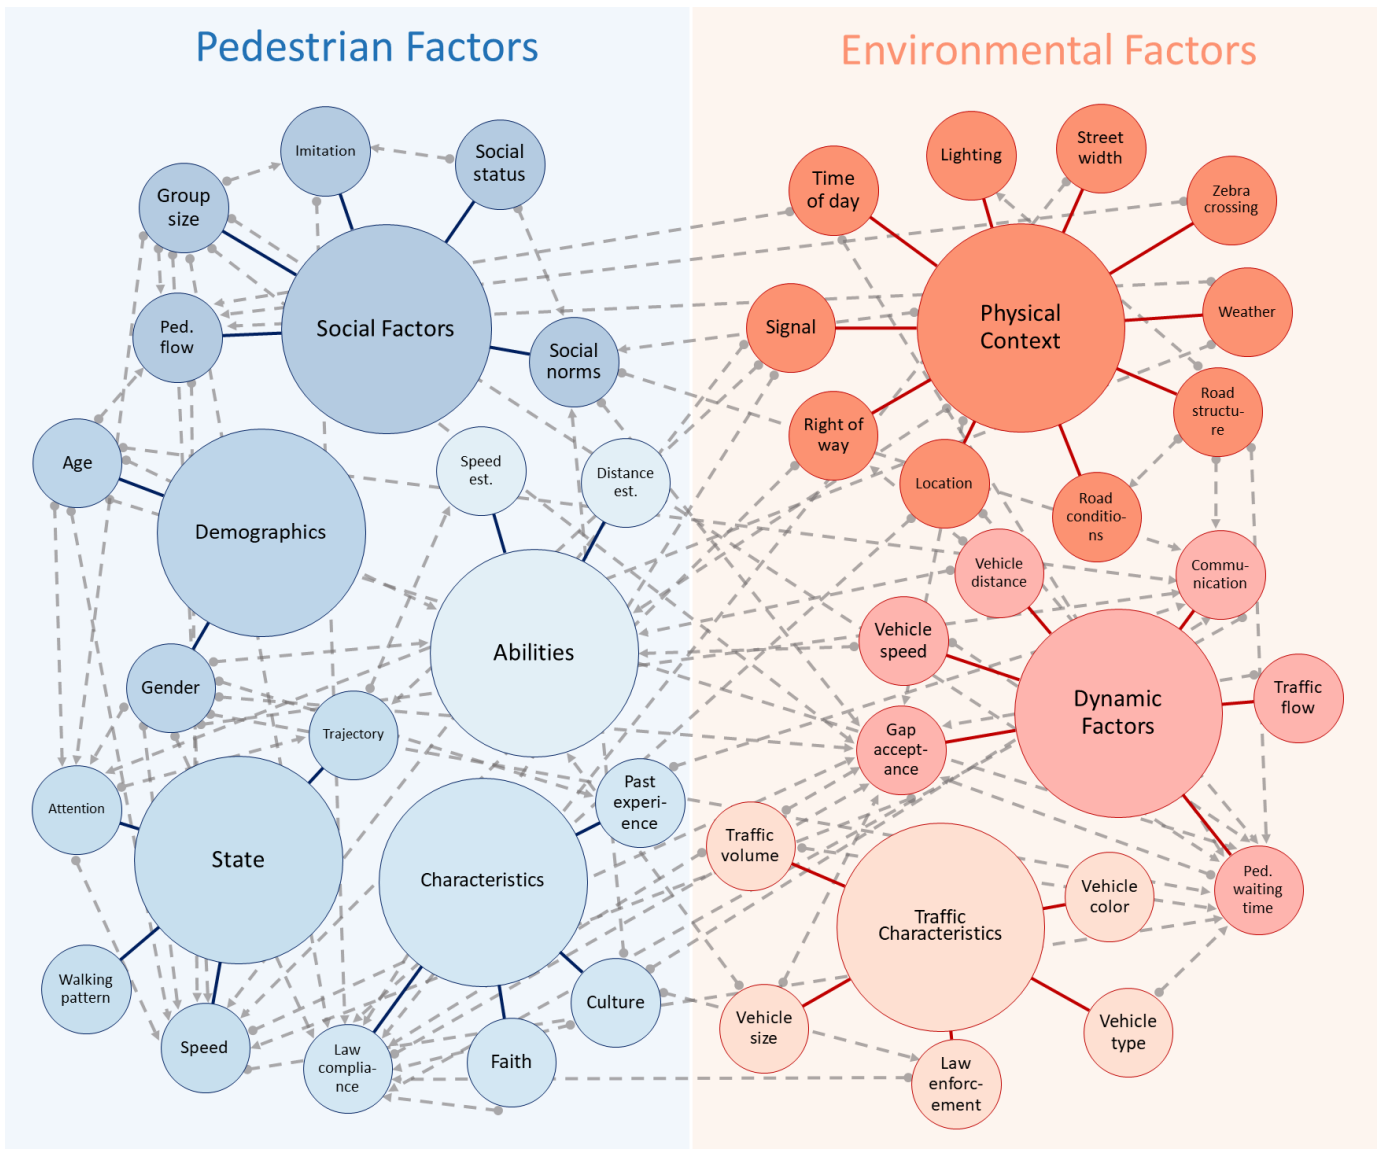 Pedestrian Factors
Environmental Factors
Imitation
Social
status
Group
size
Ped.
flow
Social Factors
Social
norms
Age
Demographics
Gender
Speed
est.
Distance
est.
Abilities
Trajectory
Attention
State
Walking
pattern
Speed
Past
experi-
ence
Characteristics
Culture
Faith
Law
complia-
nce
Time
of day
Lighting
Street
width
Zebra
crossing
Signal
Physical
Context
Weather
Right of
way
Road
structu-
re
Location
Road
conditio-
ns
Vehicle
distance
Commu-
nication
Vehicle
speed
Dynamic
Factors
Traffic
flow
Gap
accept-
ance
Ped.
waiting
time
Traffic
volume
Vehicle
color
Traffic
Characteristics
Vehicle
size
Vehicle
type
Law
enforc-
ement